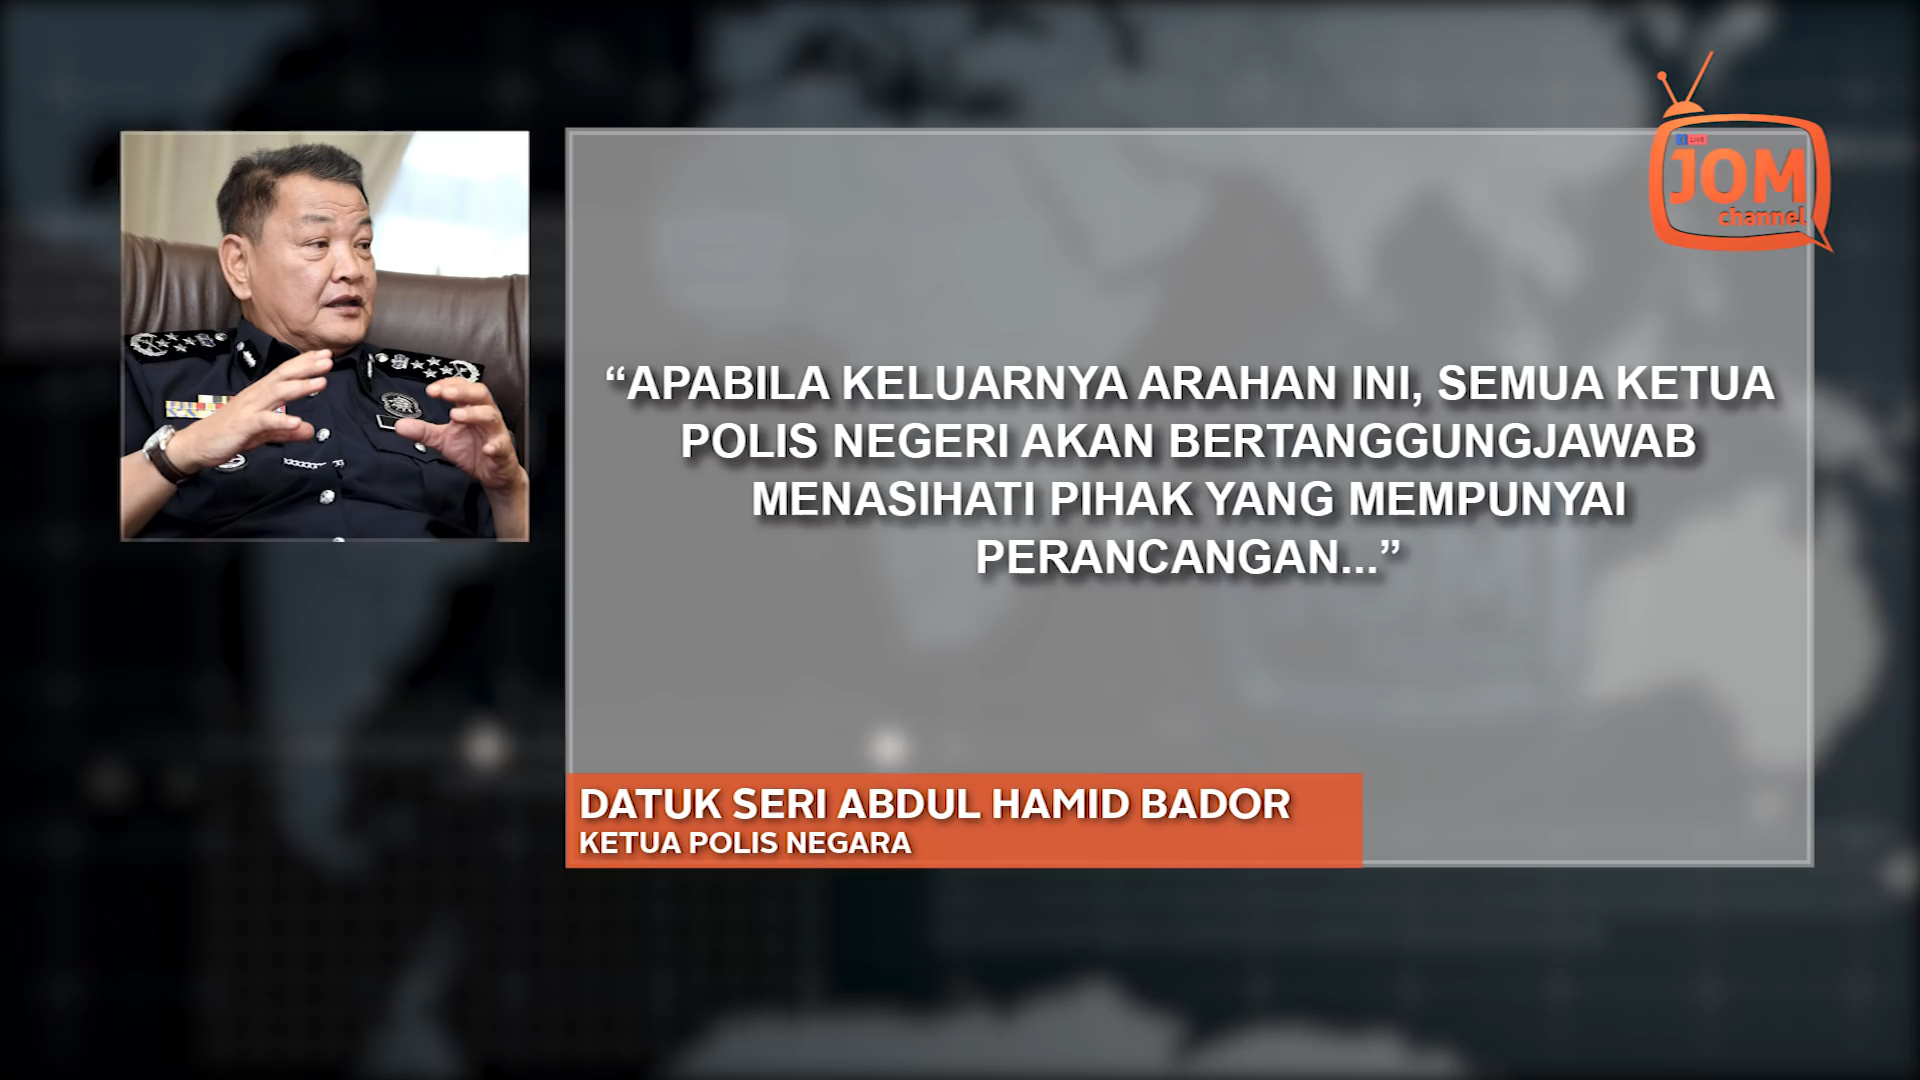 LIVE
JOM
channel
“APABILA KELUARNYA ARAHAN INI, SEMUA KETUA
POLIS NEGERI AKAN BERTANGGUNGJAWAB
MENASIHATI PIHAK YANG MEMPUNYAI
PERANCANGAN...”
DATUK SERI ABDUL HAMID BADOR
KETUA POLIS NEGARA